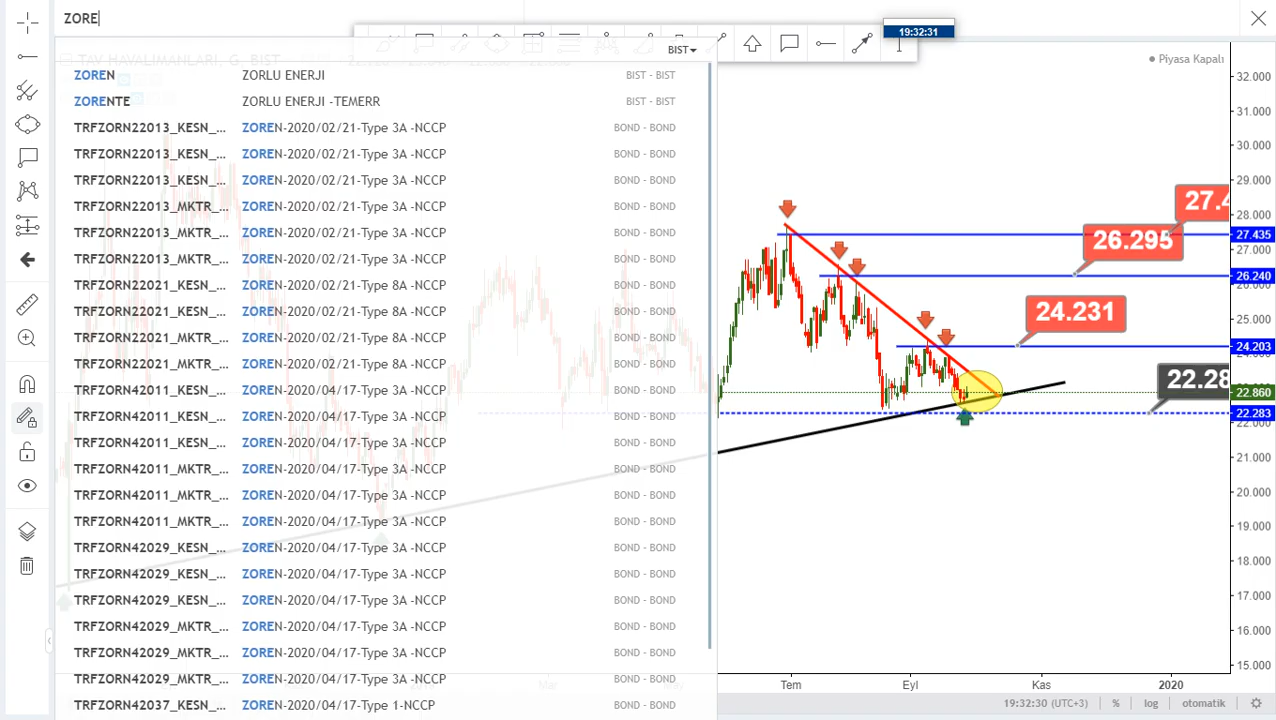 ZORE
19:32:31
BIST
TAV HAVALİMANLARI, G, BIST
Piyasa Kapalı
ZOREN ZORLU ENERJI BIST - BIST
ZORENTE ZORLU ENERJI -TEMERR BIST - BIST
TRFZORN22013_KESN_... ZOREN-2020/02/21-Type 3A -NCCP BOND - BOND
TRFZORN22013_KESN_... ZOREN-2020/02/21-Type 3A -NCCP BOND - BOND
TRFZORN22013_KESN_... ZOREN-2020/02/21-Type 3A -NCCP BOND - BOND
TRFZORN22013_MKTR_... ZOREN-2020/02/21-Type 3A -NCCP BOND - BOND
TRFZORN22013_MKTR_... ZOREN-2020/02/21-Type 3A -NCCP BOND - BOND
TRFZORN22013_MKTR_... ZOREN-2020/02/21-Type 3A -NCCP BOND - BOND
TRFZORN22021_KESN_... ZOREN-2020/02/21-Type 8A -NCCP BOND - BOND
TRFZORN22021_KESN_... ZOREN-2020/02/21-Type 8A -NCCP BOND - BOND
TRFZORN22021_MKTR_... ZOREN-2020/02/21-Type 8A -NCCP BOND - BOND
TRFZORN22021_MKTR_... ZOREN-2020/02/21-Type 8A -NCCP BOND - BOND
TRFZORN42011_KESN_... ZOREN-2020/04/17-Type 3A -NCCP BOND - BOND
TRFZORN42011_KESN_... ZOREN-2020/04/17-Type 3A -NCCP BOND - BOND
TRFZORN42011_KESN_... ZOREN-2020/04/17-Type 3A -NCCP BOND - BOND
TRFZORN42011_MKTR_... ZOREN-2020/04/17-Type 3A -NCCP BOND - BOND
TRFZORN42011_MKTR_... ZOREN-2020/04/17-Type 3A -NCCP BOND - BOND
TRFZORN42011_MKTR_... ZOREN-2020/04/17-Type 3A -NCCP BOND - BOND
TRFZORN42029_KESN_... ZOREN-2020/04/17-Type 3A -NCCP BOND - BOND
TRFZORN42029_KESN_... ZOREN-2020/04/17-Type 3A -NCCP BOND - BOND
TRFZORN42029_KESN_... ZOREN-2020/04/17-Type 3A -NCCP BOND - BOND
TRFZORN42029_MKTR_... ZOREN-2020/04/17-Type 3A -NCCP BOND - BOND
TRFZORN42029_MKTR_... ZOREN-2020/04/17-Type 3A -NCCP BOND - BOND
TRFZORN42029_MKTR_... ZOREN-2020/04/17-Type 3A -NCCP BOND - BOND
TRFZORN42037_KESN_... ZOREN-2020/04/17-Type 1-NCCP BOND - BOND
27.4
26.295
24.231
22.28
32.000
31.000
30.000
29.000
28.000
27.435
27.000
26.240
26.000
25.000
24.203
22.860
22.283
22.000
21.000
20.000
19.000
18.000
17.000
16.000
15.000
Mar Tem Eyl Kas 2020
19:32:30 (UTC+3) % log otomatik